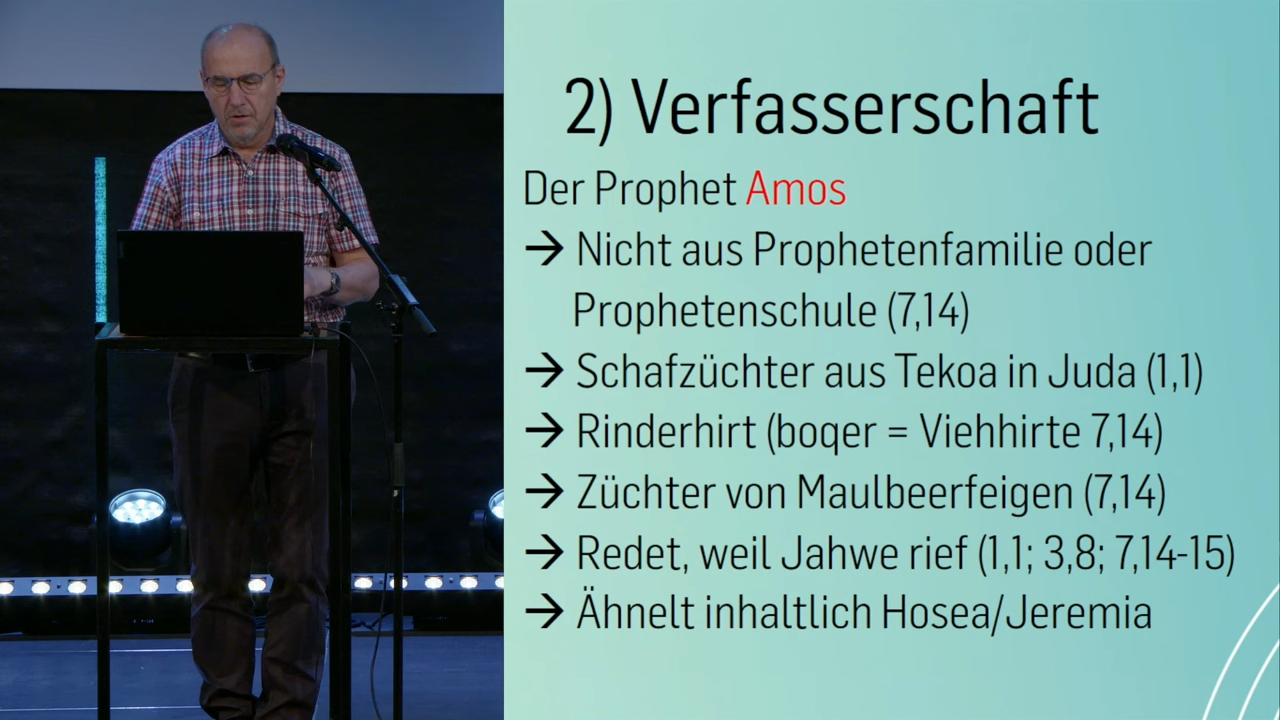 2) Verfasserschaft
Der Prophet Amos
→ Nicht aus Prophetenfamilie oder
Prophetenschule (7,14)
→ Schafzüchter aus Tekoa in Juda (1,1)
→ Rinderhirt (boqer = Viehhirte 7,14)
→ Züchter von Maulbeerfeigen (7,14)
→ Redet, weil Jahwe rief (1,1; 3,8; 7,14-15)
→ Ähnelt inhaltlich Hosea/Jeremia